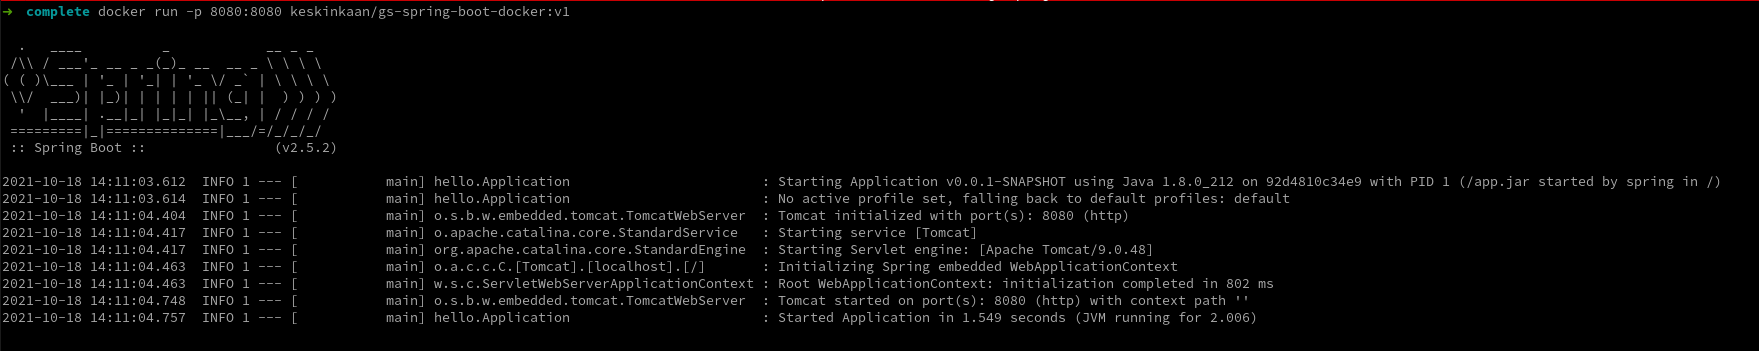 →  complete docker run -p 8080:8080 keskinkaan/gs-spring-boot-docker:v1

  .   ____          _            __ _ _
 /\\ / ___'_ __ _ _(_)_ __  __ _ \ \ \ \
( ( )\___ | '_ | '_| | '_ \/ _` | \ \ \ \
 \\/  ___)| |_)| | | | | || (_| |  ) ) ) )
  '  |____| .__|_| |_|_| |_\__, | / / / /
 =========|_|==============|___/=/_/_/_/
 :: Spring Boot ::                (v2.5.2)

2021-10-18 14:11:03.612  INFO 1 --- [           main] hello.Application                        : Starting Application v0.0.1-SNAPSHOT using Java 1.8.0_212 on 92d4810c34e9 with PID 1 (/app.jar started by spring in /)
2021-10-18 14:11:03.614  INFO 1 --- [           main] hello.Application                        : No active profile set, falling back to default profiles: default
2021-10-18 14:11:04.404  INFO 1 --- [           main] o.s.b.w.embedded.tomcat.TomcatWebServer  : Tomcat initialized with port(s): 8080 (http)
2021-10-18 14:11:04.417  INFO 1 --- [           main] o.apache.catalina.core.StandardService   : Starting service [Tomcat]
2021-10-18 14:11:04.417  INFO 1 --- [           main] org.apache.catalina.core.StandardEngine  : Starting Servlet engine: [Apache Tomcat/9.0.48]
2021-10-18 14:11:04.463  INFO 1 --- [           main] o.a.c.c.C.[Tomcat].[localhost].[/]       : Initializing Spring embedded WebApplicationContext
2021-10-18 14:11:04.463  INFO 1 --- [           main] w.s.c.ServletWebServerApplicationContext : Root WebApplicationContext: initialization completed in 802 ms
2021-10-18 14:11:04.748  INFO 1 --- [           main] o.s.b.w.embedded.tomcat.TomcatWebServer  : Tomcat started on port(s): 8080 (http) with context path ''
2021-10-18 14:11:04.757  INFO 1 --- [           main] hello.Application                        : Started Application in 1.549 seconds (JVM running for 2.006)